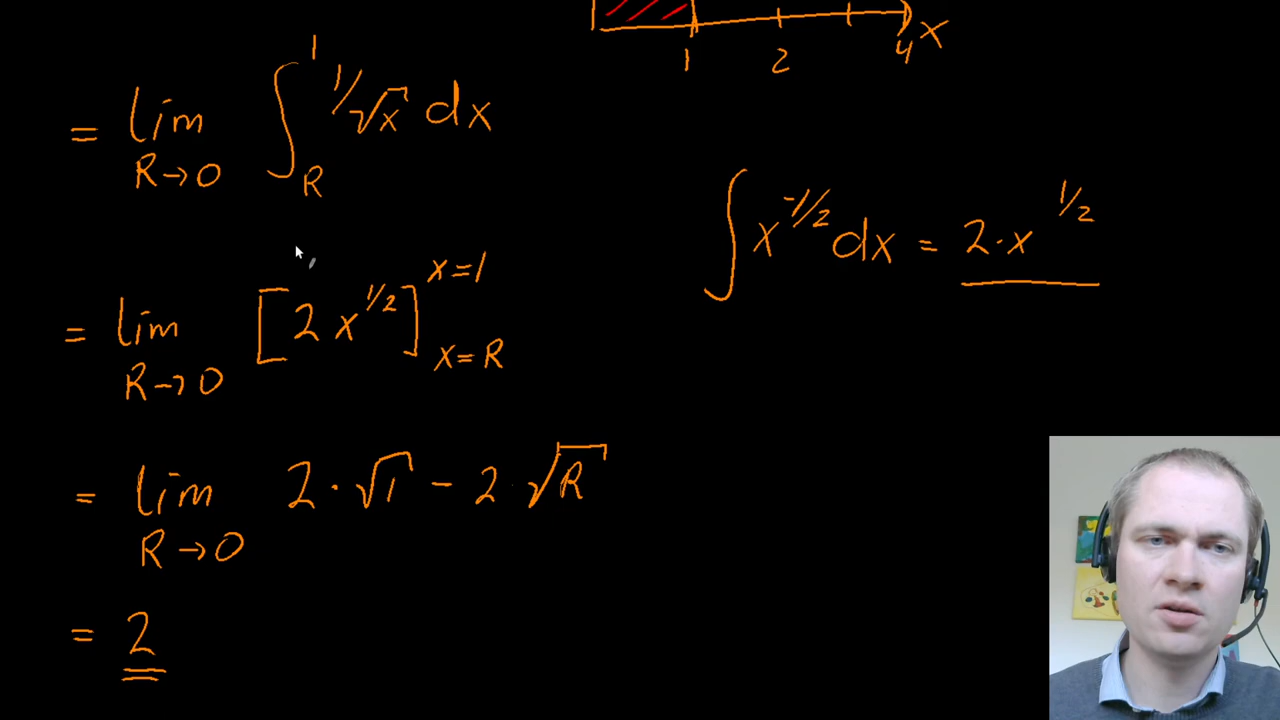 1 2 4 x
= lim R→0 ∫_R^1 1/√x dx
∫ x^{-1/2} dx = 2·x^{1/2}
= lim R→0 [2 x^{1/2}]_{x=R}^{x=1}
= lim R→0 2·√1 - 2·√R
= 2